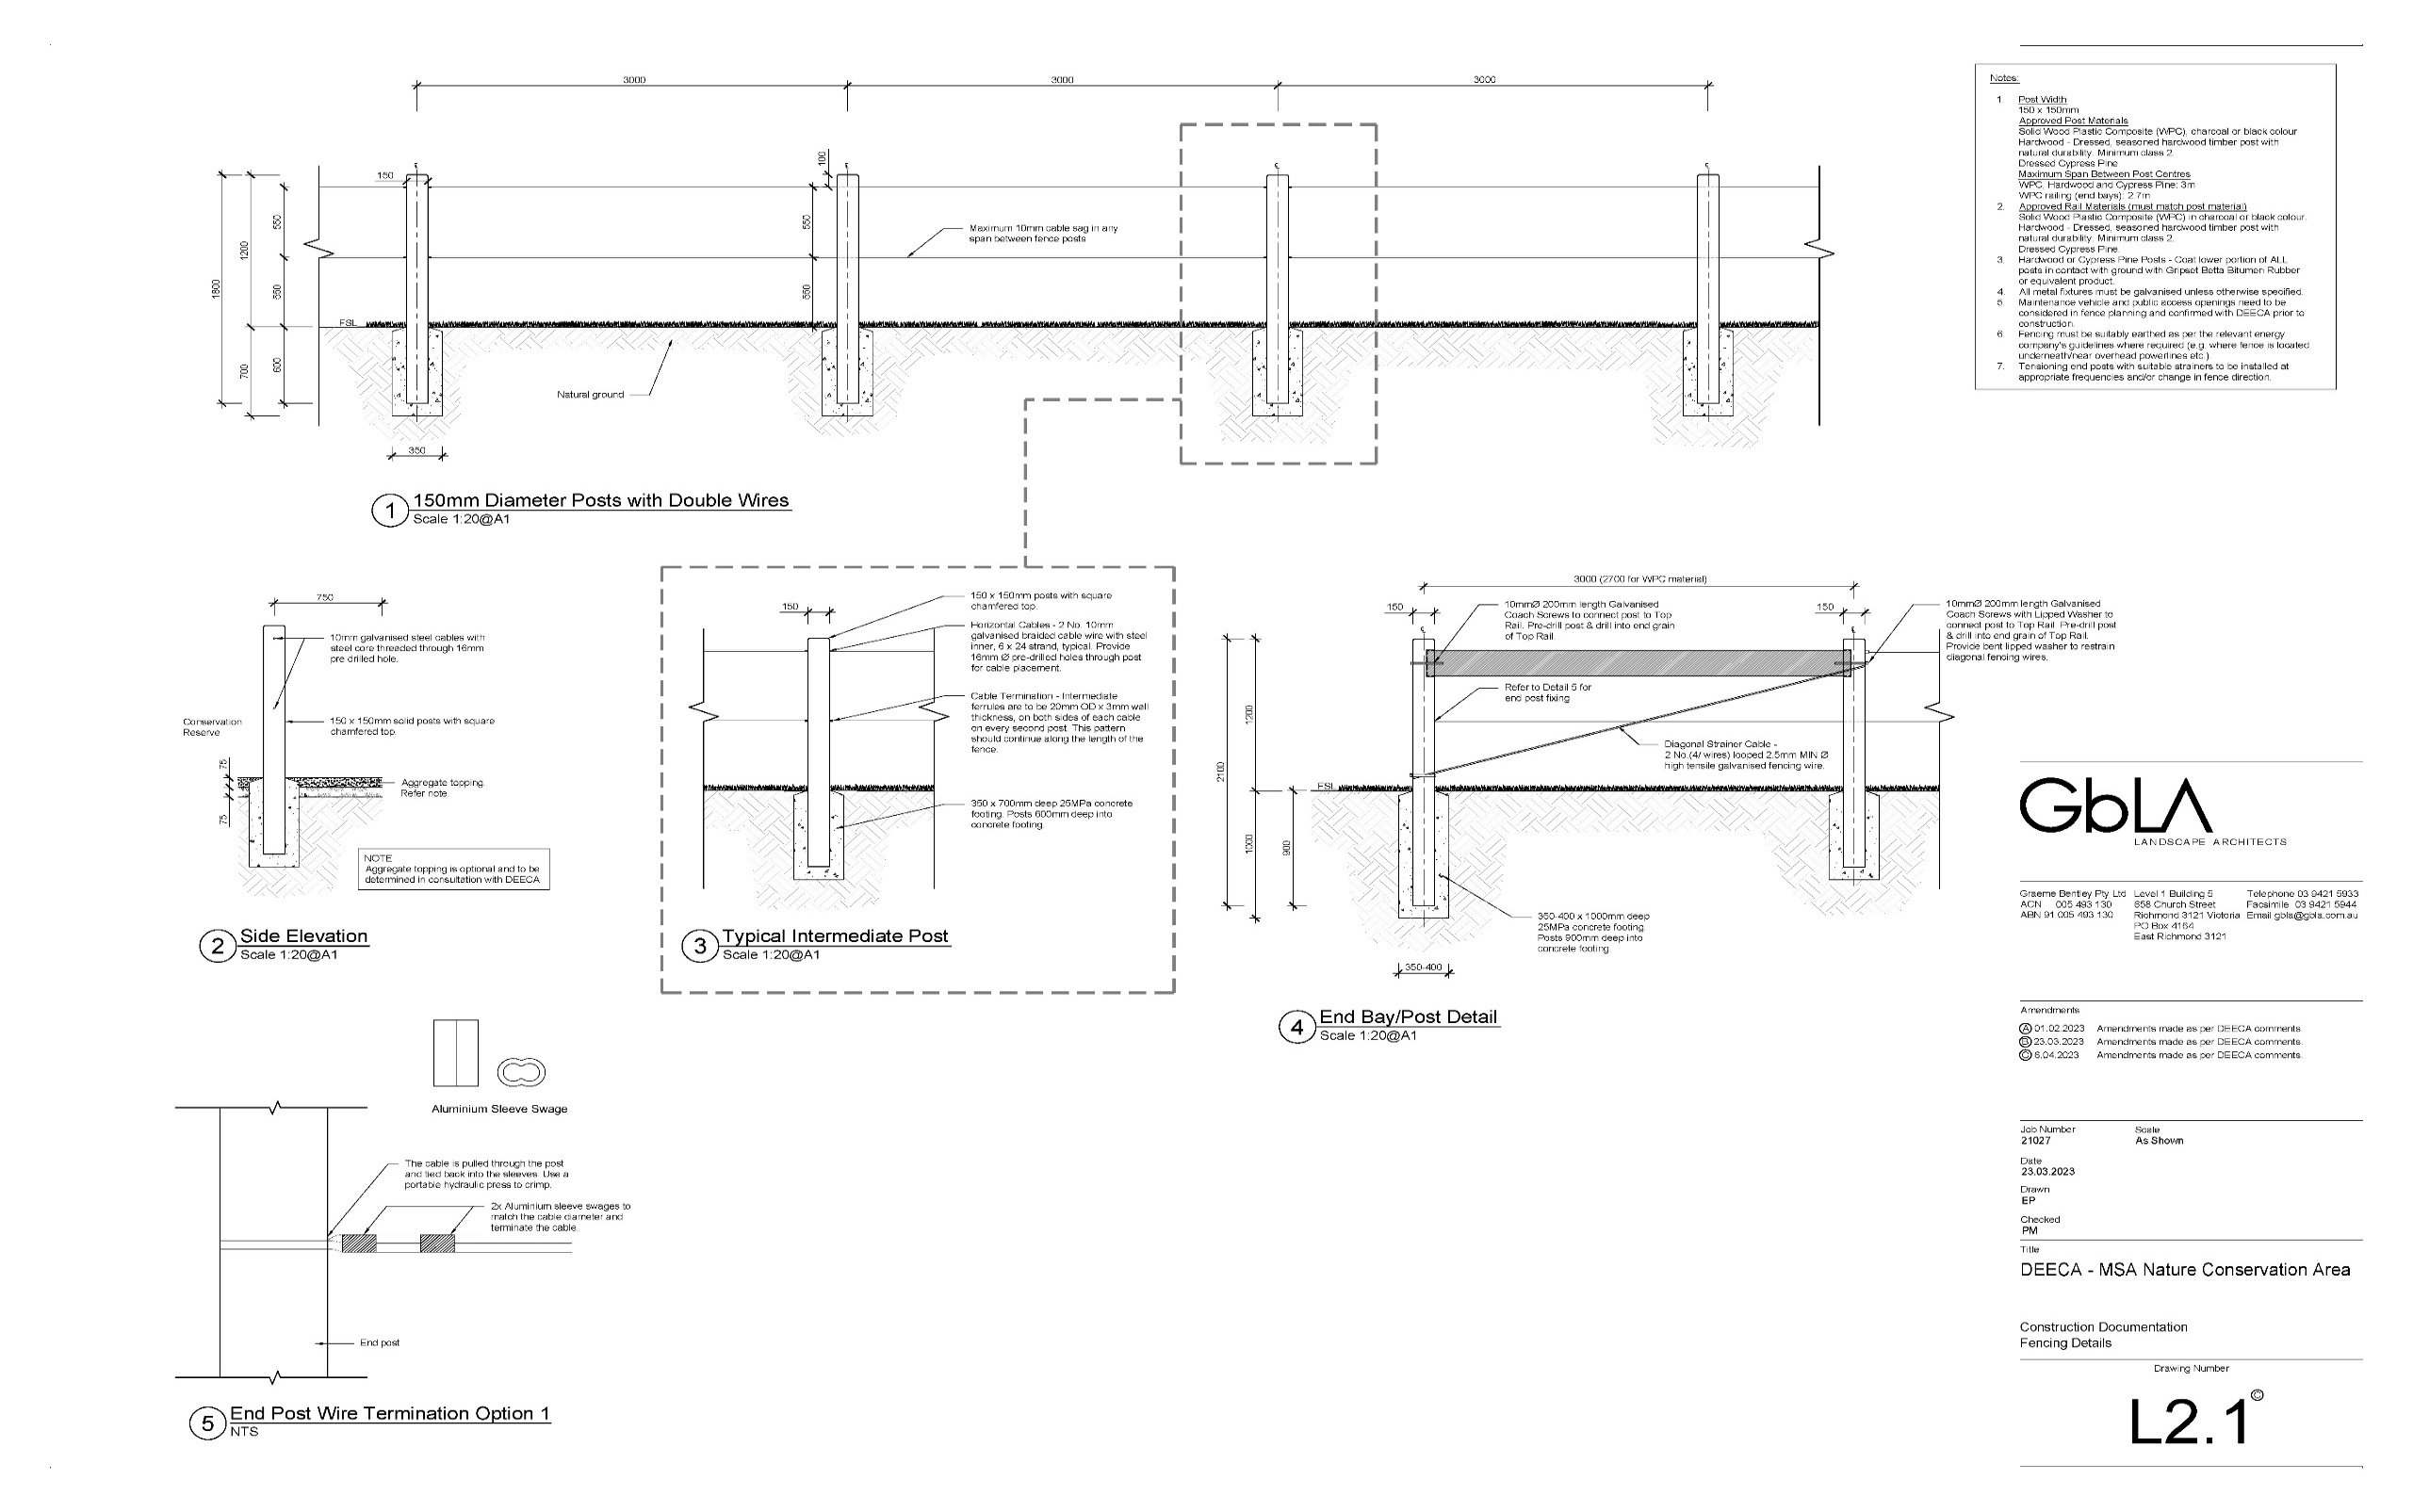 3000
3000
3000
150
100
550
1200
1800
550
550
550
FSL
700
600
350
Maximum 10mm cable sag in any
span between fence posts
Natural ground
1
150mm Diameter Posts with Double Wires
Scale 1:20@A1
Notes:
1. Post Width
150 x 150mm
Approved Post Materials
Solid Wood Plastic Composite (WPC), charcoal or black colour
Hardwood - Dressed, seasoned hardwood timber post with
natural durability. Minimum class 2.
Dressed Cypress Pine
Maximum Span Between Post Centres
WPC, Hardwood and Cypress Pine: 3m
WPC railing (end bays): 2.7m
2. Approved Rail Materials (must match post material)
Solid Wood Plastic Composite (WPC) in charcoal or black colour.
Hardwood - Dressed, seasoned hardwood timber post with
natural durability. Minimum class 2.
Dressed Cypress Pine.
3. Hardwood or Cypress Pine Posts - Coat lower portion of ALL
posts in contact with ground with Gripset Betta Bitumen Rubber
or equivalent product.
4. All metal fixtures must be galvanised unless otherwise specified.
5. Maintenance vehicle and public access openings need to be
considered in fence planning and confirmed with DEECA prior to
construction.
6. Fencing must be suitably earthed as per the relevant energy
company's guidelines where required (e.g. where fence is located
underneath/near overhead powerlines etc.)
7. Tensioning end posts with suitable strainers to be installed at
appropriate frequencies and/or change in fence direction.
750
10mm galvanised steel cables with
steel core threaded through 16mm
pre drilled hole.
Conservation
Reserve
150 x 150mm solid posts with square
chamfered top.
75
75
Aggregate topping.
Refer note.
NOTE
Aggregate topping is optional and to be
determined in consultation with DEECA
2
Side Elevation
Scale 1:20@A1
150
150 x 150mm posts with square
chamfered top.
Horizontal Cables - 2 No. 10mm
galvanised braided cable wire with steel
inner, 6 x 24 strand, typical. Provide
16mm Ø pre-drilled holes through post
for cable placement.
Cable Termination - Intermediate
ferrules are to be 20mm OD x 3mm wall
thickness, on both sides of each cable
on every second post. This pattern
should continue along the length of the
fence.
350 x 700mm deep 25MPa concrete
footing. Posts 600mm deep into
concrete footing.
3
Typical Intermediate Post
Scale 1:20@A1
3000 (2700 for WPC material)
150
150
10mmØ 200mm length Galvanised
Coach Screws to connect post to Top
Rail. Pre-drill post & drill into end grain
of Top Rail.
10mmØ 200mm length Galvanised
Coach Screws with Lipped Washer to
connect post to Top Rail. Pre-drill post
& drill into end grain of Top Rail.
Provide bent lipped washer to restrain
diagonal fencing wires.
Refer to Detail 5 for
end post fixing
Diagonal Strainer Cable -
2 No.(4/ wires) looped 2.5mm MIN Ø
high tensile galvanised fencing wire.
1200
2100
FSL
1000
900
350-400 x 1000mm deep
25MPa concrete footing.
Posts 900mm deep into
concrete footing.
350-400
4
End Bay/Post Detail
Scale 1:20@A1
Aluminium Sleeve Swage
The cable is pulled through the post
and tied back into the sleeves. Use a
portable hydraulic press to crimp.
2x Aluminium sleeve swages to
match the cable diameter and
terminate the cable.
End post
5
End Post Wire Termination Option 1
NTS
GbLA
LANDSCAPE ARCHITECTS
Graeme Bentley Pty Ltd Level 1 Building 5 Telephone 03 9421 5933
ACN 005 493 130 658 Church Street Facsimile 03 9421 5944
ABN 91 005 493 130 Richmond 3121 Victoria Email gbla@gbla.com.au
PO Box 4164
East Richmond 3121
Amendments
A 01.02.2023 Amendments made as per DEECA comments
B 23.03.2023 Amendments made as per DEECA comments.
C 6.04.2023 Amendments made as per DEECA comments.
Job Number Scale
21027 As Shown
Date
23.03.2023
Drawn
EP
Checked
PM
Title
DEECA - MSA Nature Conservation Area
Construction Documentation
Fencing Details
Drawing Number
L2.1 C